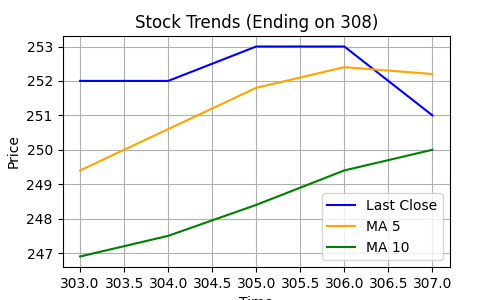 Stock Trends (Ending on 308)
253
252
251
250
249
248
247
Price
Last Close
MA 5
MA 10
303.0 303.5 304.0 304.5 305.0 305.5 306.0 306.5 307.0
Time